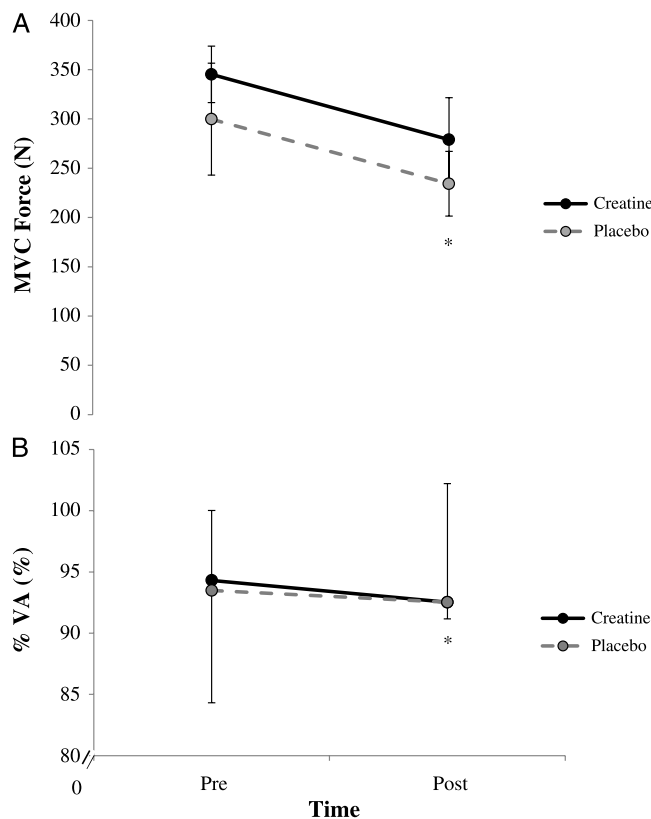 A
400
350
300
250
200
150
100
50
0
MVC Force (N)
Creatine
Placebo
*
B
105
100
95
90
85
80
0
% VA (%)
Creatine
Placebo
*
Pre Post
Time